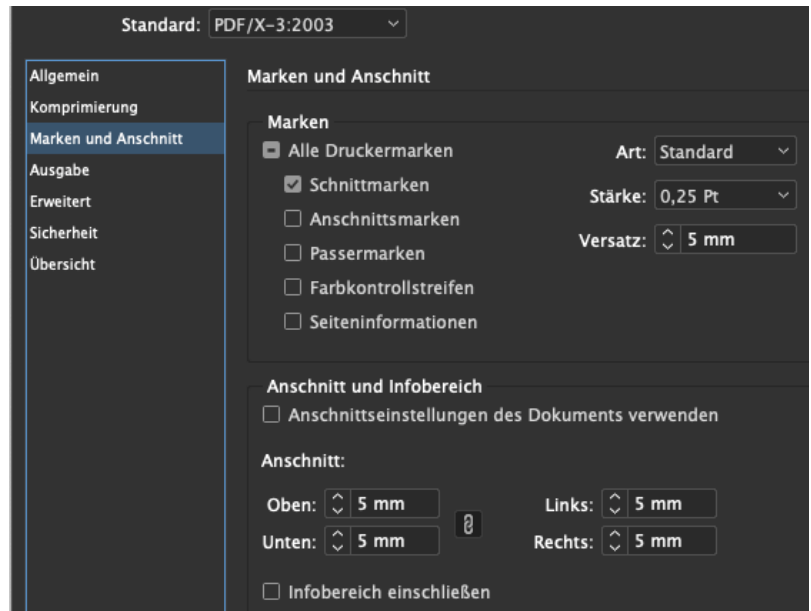 Standard: PDF/X-3:2003
Allgemein
Komprimierung
Marken und Anschnitt
Ausgabe
Erweitert
Sicherheit
Übersicht
Marken und Anschnitt
Marken
Alle Druckermarken
Schnittmarken
Anschnittsmarken
Passermarken
Farbkontrollstreifen
Seiteninformationen
Art: Standard
Stärke: 0,25 Pt
Versatz: 5 mm
Anschnitt und Infobereich
Anschnittseinstellungen des Dokuments verwenden
Anschnitt:
Oben: 5 mm Links: 5 mm
Unten: 5 mm Rechts: 5 mm
Infobereich einschließen